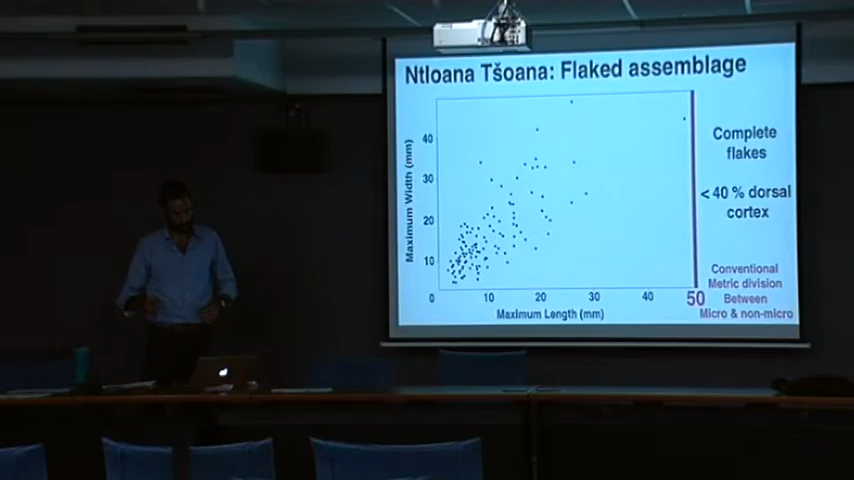 Ntloana Tšoana: Flaked assemblage
Maximum Width (mm)
40
30
20
10
0
10
20
30
40
50
Maximum Length (mm)
Complete
flakes
< 40 % dorsal
cortex
Conventional
Metric division
Between
Micro & non-micro